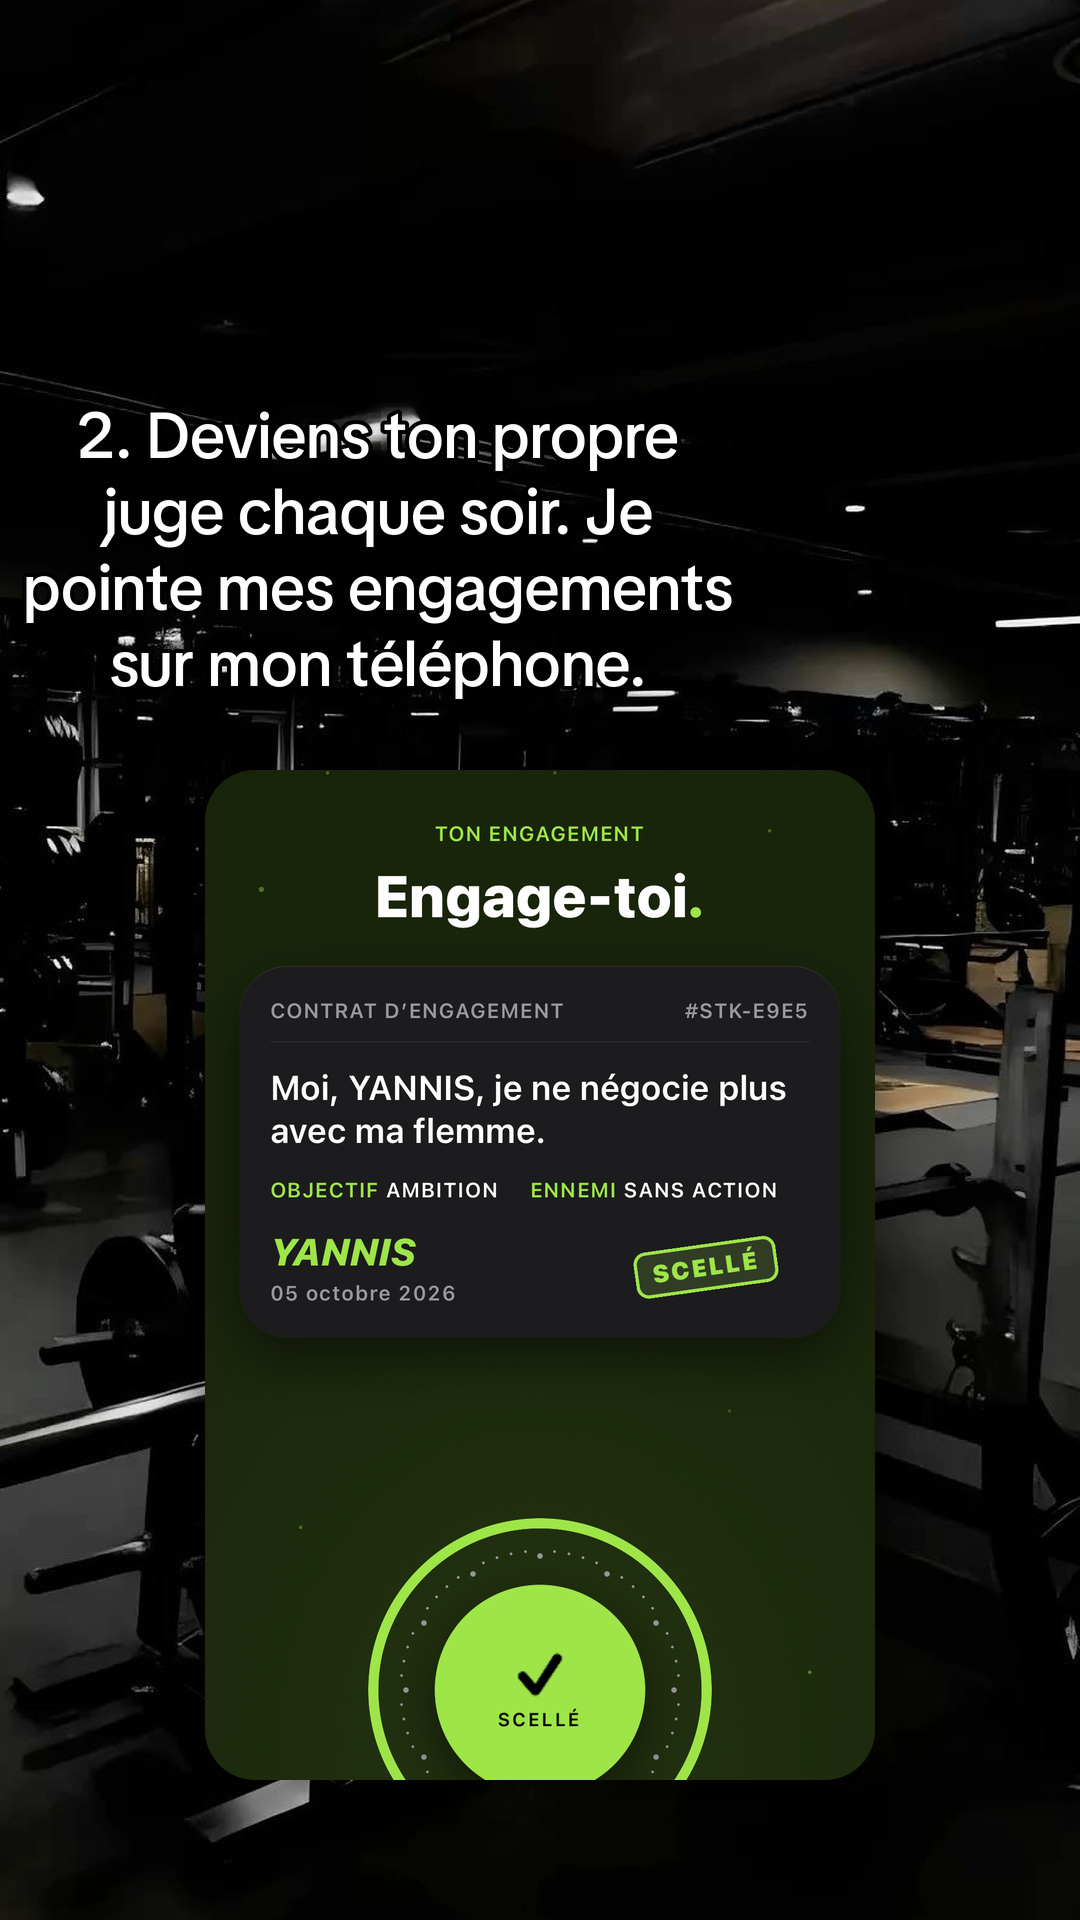 2. Deviens ton propre
juge chaque soir. Je
pointe mes engagements
sur mon téléphone.
TON ENGAGEMENT
Engage-toi.
CONTRAT D'ENGAGEMENT #STK-E9E5
Moi, YANNIS, je ne négocie plus
avec ma flemme.
OBJECTIF AMBITION ENNEMI SANS ACTION
YANNIS
SCELLÉ
05 octobre 2026
SCELLÉ